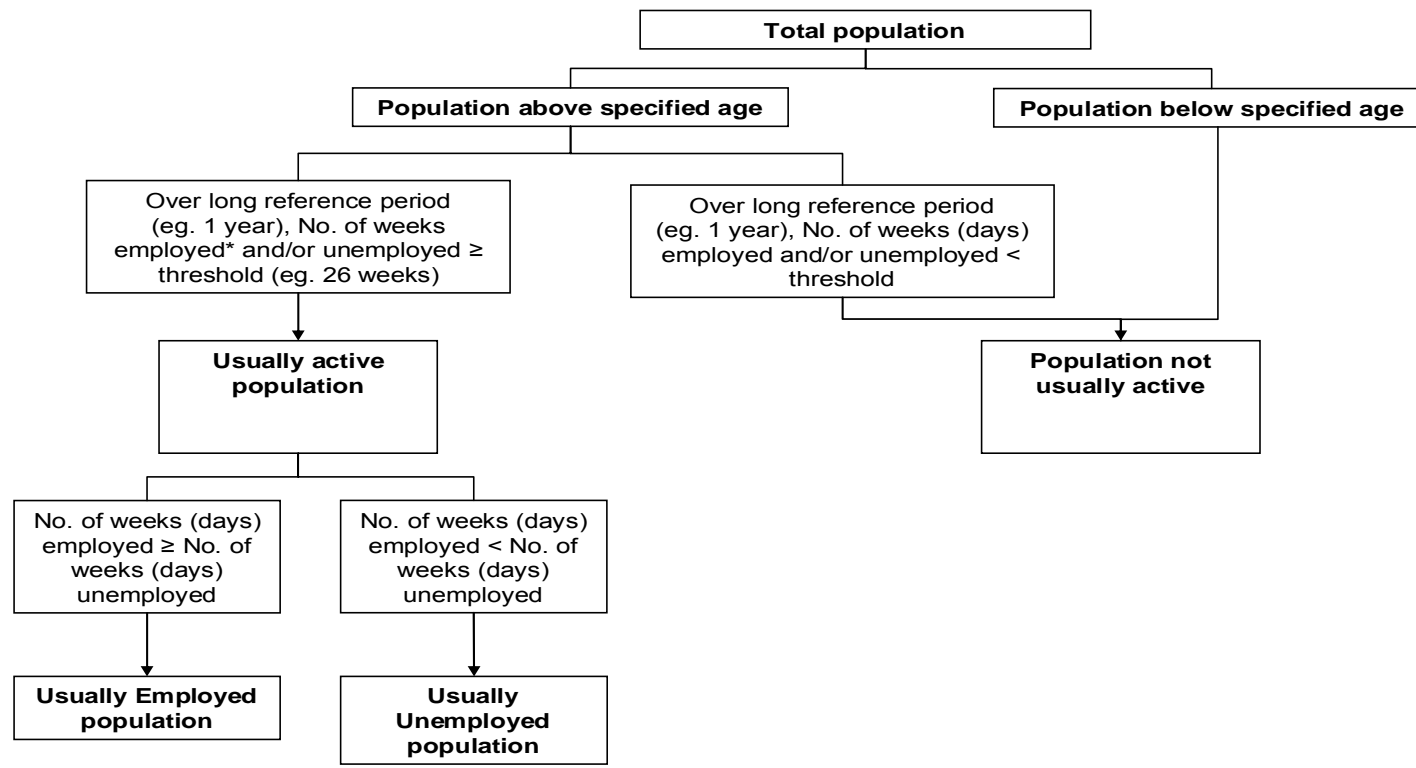 Total population
Population above specified age
Population below specified age
Over long reference period
(eg. 1 year), No. of weeks
employed* and/or unemployed ≥
threshold (eg. 26 weeks)
Over long reference period
(eg. 1 year), No. of weeks (days)
employed and/or unemployed <
threshold
Usually active
population
Population not
usually active
No. of weeks (days)
employed ≥ No. of
weeks (days)
unemployed
No. of weeks (days)
employed < No. of
weeks (days)
unemployed
Usually Employed
population
Usually
Unemployed
population